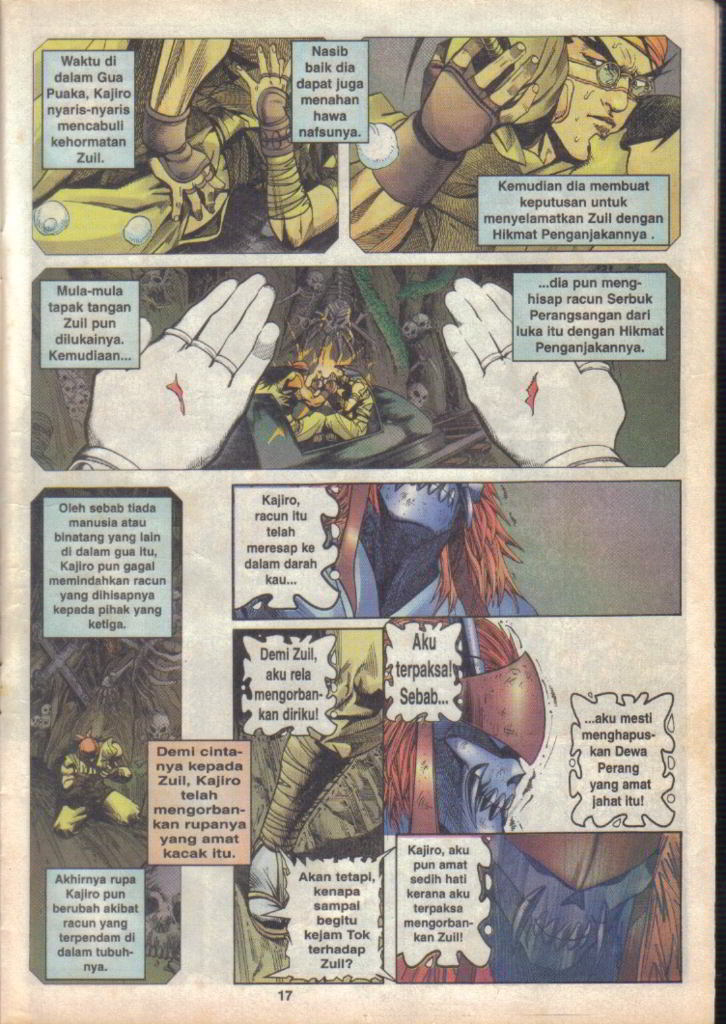 Waktu di
dalam Gua
Puaka, Kajiro
nyaris-nyaris
mencabuli
kehormatan
Zuil.
Nasib
baik dia
dapat juga
menahan
hawa
nafsunya.
Kemudian dia membuat
keputusan untuk
menyelamatkan Zuil dengan
Hikmat Penganjakannya .
Mula-mula
tapak tangan
Zuil pun
dilukainya.
Kemudiaan...
...dia pun meng-
hisap racun Serbuk
Perangsangan dari
luka itu dengan Hikmat
Penganjakannya.
Oleh sebab tiada
manusia atau
binatang yang lain
di dalam gua itu,
Kajiro pun gagal
memindahkan racun
yang dihisapnya
kepada pihak yang
ketiga.
Demi cinta-
nya kepada
Zuil, Kajiro
telah
mengorban-
kan rupanya
yang amat
kacak itu.
Akhirnya rupa
Kajiro pun
berubah akibat
racun yang
terpendam di
dalam tubuh-
nya.
Kajiro,
racun itu
telah
meresap ke
dalam darah
kau...
Demi Zuil,
aku rela
mengorban-
kan diriku!
Aku
terpaksa!
Sebab...
...aku mesti
menghapus-
kan Dewa
Perang
yang amat
jahat itu!
Akan tetapi,
kenapa
sampai
begitu
kejam Tok
terhadap
Zuil?
Kajiro, aku
pun amat
sedih hati
kerana aku
terpaksa
mengorban-
kan Zuil!
17